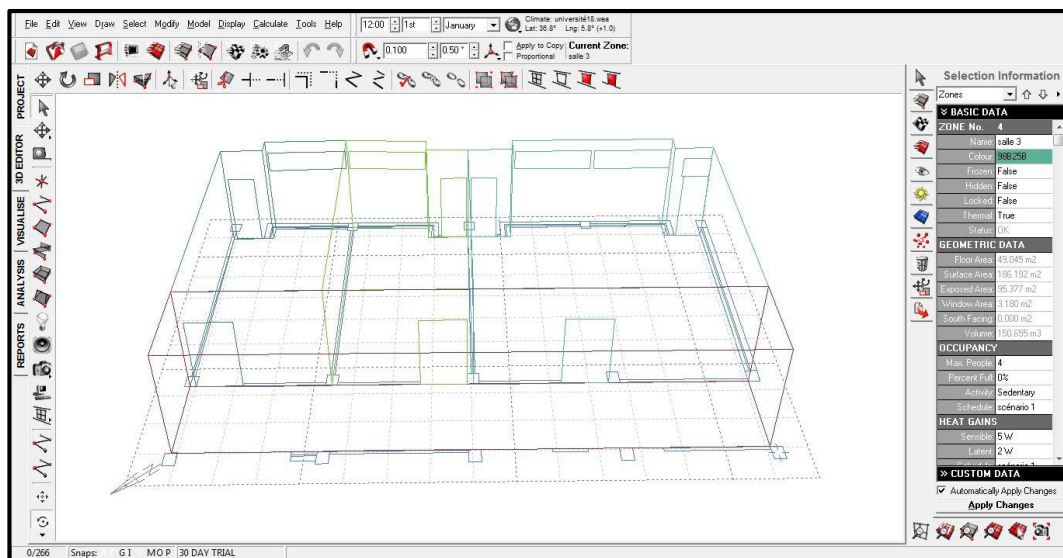 File Edit View Draw Select Modify Model Display Calculate Tools Help
12:00 1st January
Climate: université18.wea
Lat: 36.8° Lng: 5.8° (+1.0)
0.100 0.50 °
Apply to Copy
Proportional
Current Zone:
salle 3
PROJECT
3D EDITOR
VISUALISE
ANALYSIS
REPORTS
Selection Information
Zones
BASIC DATA
ZONE No. 4
Name: salle 3
Colour: 98B25B
Frozen: False
Hidden: False
Locked: False
Thermal: True
Status: OK
GEOMETRIC DATA
Floor Area: 49.045 m2
Surface Area: 186.192 m2
Exposed Area: 95.377 m2
Window Area: 3.180 m2
South Facing: 0.000 m2
Volume: 150.655 m3
OCCUPANCY
Max. People: 4
Percent Full: 0%
Activity: Sedentary
Schedule: scénario 1
HEAT GAINS
Sensible: 5 W
Latent: 2 W
CUSTOM DATA
Automatically Apply Changes
Apply Changes
0/266 Snaps: G I M O P 30 DAY TRIAL